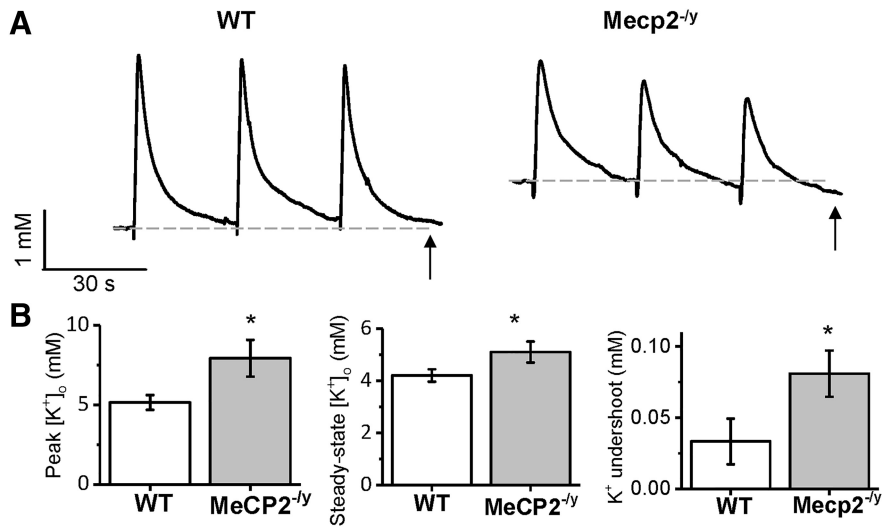 A
WT
Mecp2-/y
1 mM
30 s
B
Peak [K+]o (mM)
10
5
0
WT
MeCP2-/y
*
Steady-state [K+]o (mM)
6
4
2
0
WT
MeCP2-/y
*
K+ undershoot (mM)
0.10
0.05
0.00
WT
Mecp2-/y
*